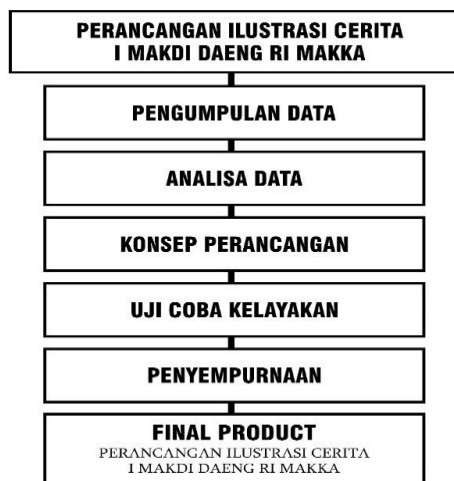 PERANCANGAN ILUSTRASI CERITA
I MAKDI DAENG RI MAKKA
PENGUMPULAN DATA
ANALISA DATA
KONSEP PERANCANGAN
UJI COBA KELAYAKAN
PENYEMPURNAAN
FINAL PRODUCT
PERANCANGAN ILUSTRASI CERITA
I MAKDI DAENG RI MAKKA